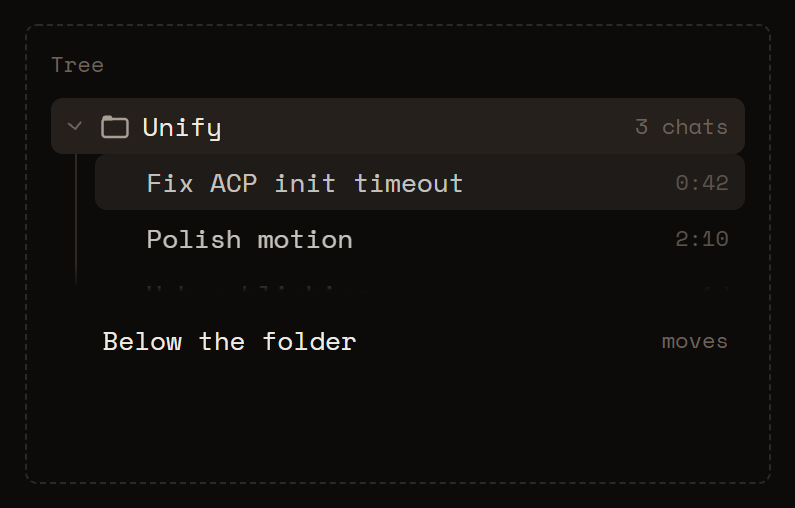 Tree
Unify 3 chats
Fix ACP init timeout 0:42
Polish motion 2:10
Below the folder moves